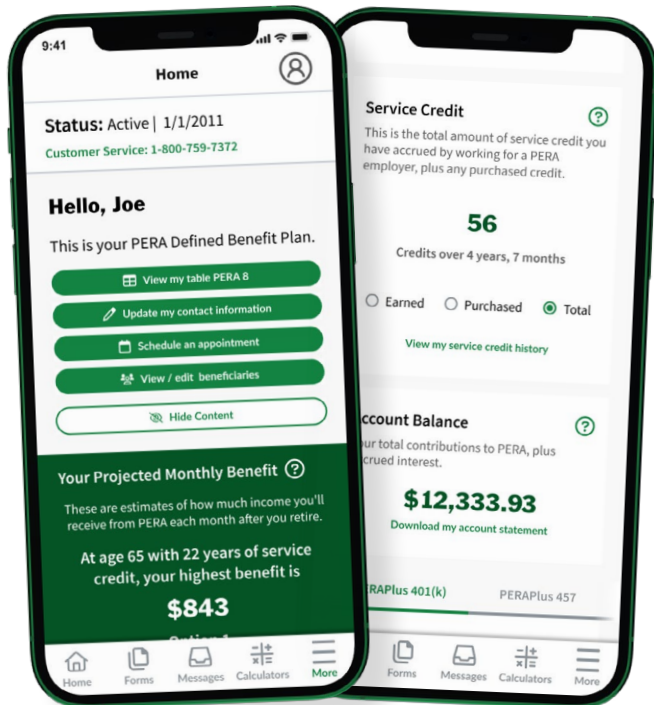 9:41
Home
Status: Active | 1/1/2011
Customer Service: 1-800-759-7372
Hello, Joe
This is your PERA Defined Benefit Plan.
View my table PERA 8
Update my contact information
Schedule an appointment
View / edit beneficiaries
Hide Content
Your Projected Monthly Benefit ?
These are estimates of how much income you'll
receive from PERA each month after you retire.
At age 65 with 22 years of service
credit, your highest benefit is
$843
Option 1
Home Forms Messages Calculators More
Service Credit ?
This is the total amount of service credit you
have accrued by working for a PERA
employer, plus any purchased credit.
56
Credits over 4 years, 7 months
Earned Purchased Total
View my service credit history
ccount Balance ?
ur total contributions to PERA, plus
crued interest.
$12,333.93
Download my account statement
ERAPlus 401(k) PERAPlus 457
Forms Messages Calculators More